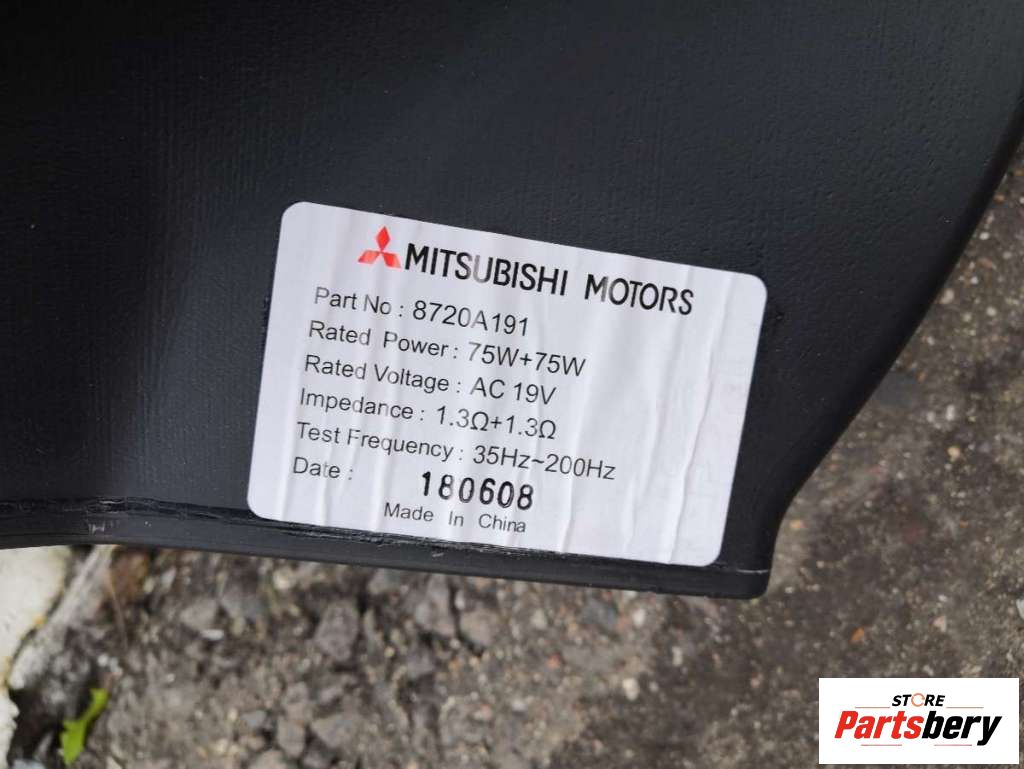 MITSUBISHI MOTORS
Part No : 8720A191
Rated Power : 75W+75W
Rated Voltage : AC 19V
Impedance : 1.3Ω+1.3Ω
Test Frequency : 35Hz~200Hz
Date : 180608
Made In China
STORE
Partsbery